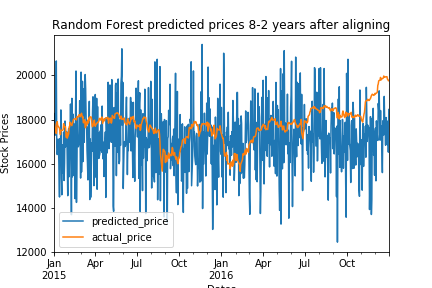 Random Forest predicted prices 8-2 years after aligning
Stock Prices
20000
18000
16000
14000
12000
predicted_price
actual_price
Jan Apr Jul Oct Jan Apr Jul Oct
2015 2016